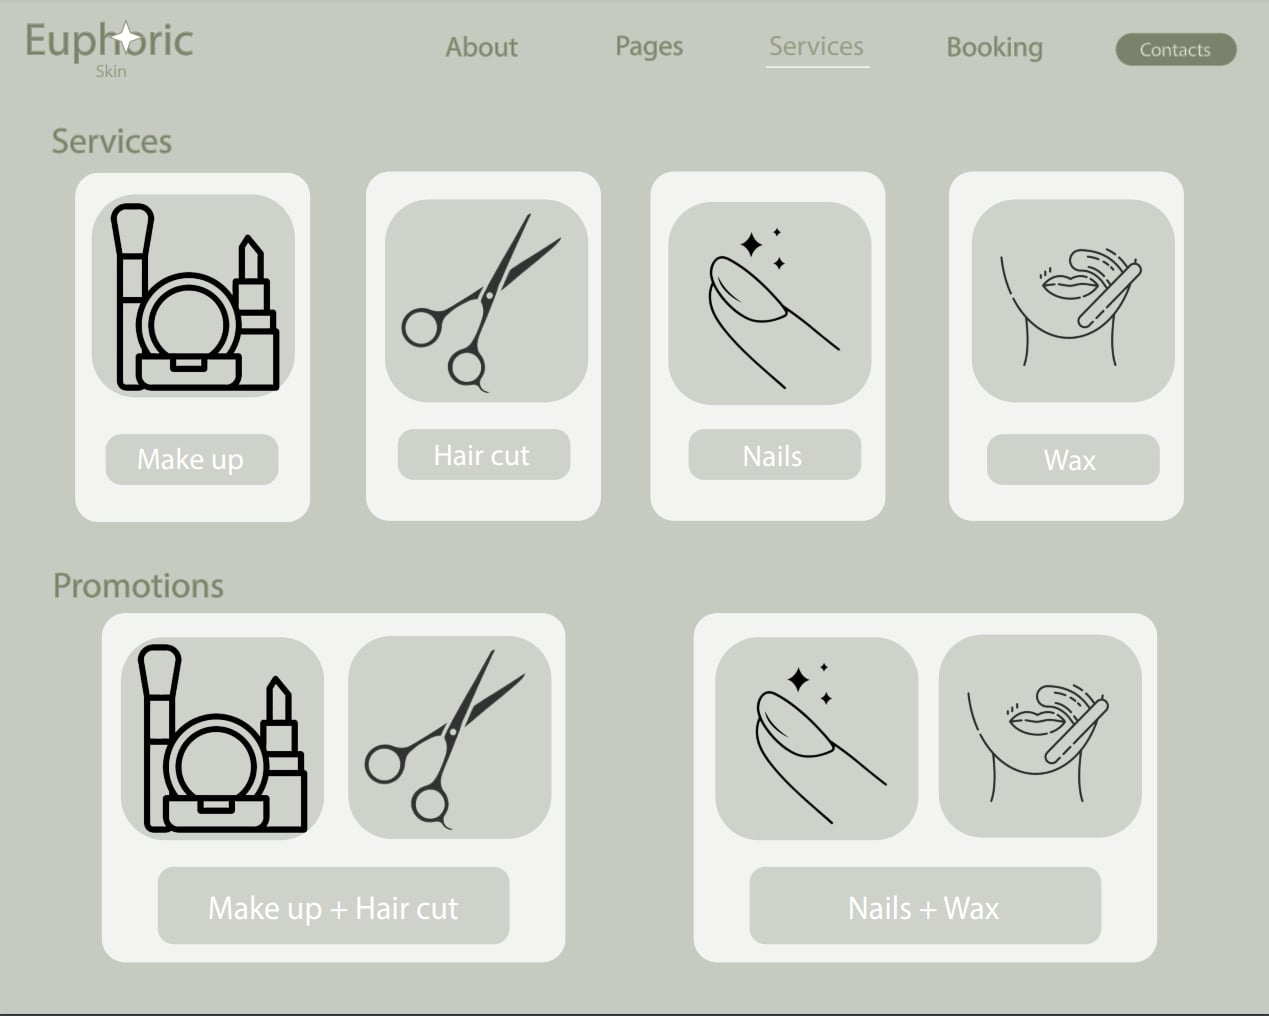 Euphoric
Skin
About
Pages
Services
Booking
Contacts
Services
Make up
Hair cut
Nails
Wax
Promotions
Make up + Hair cut
Nails + Wax